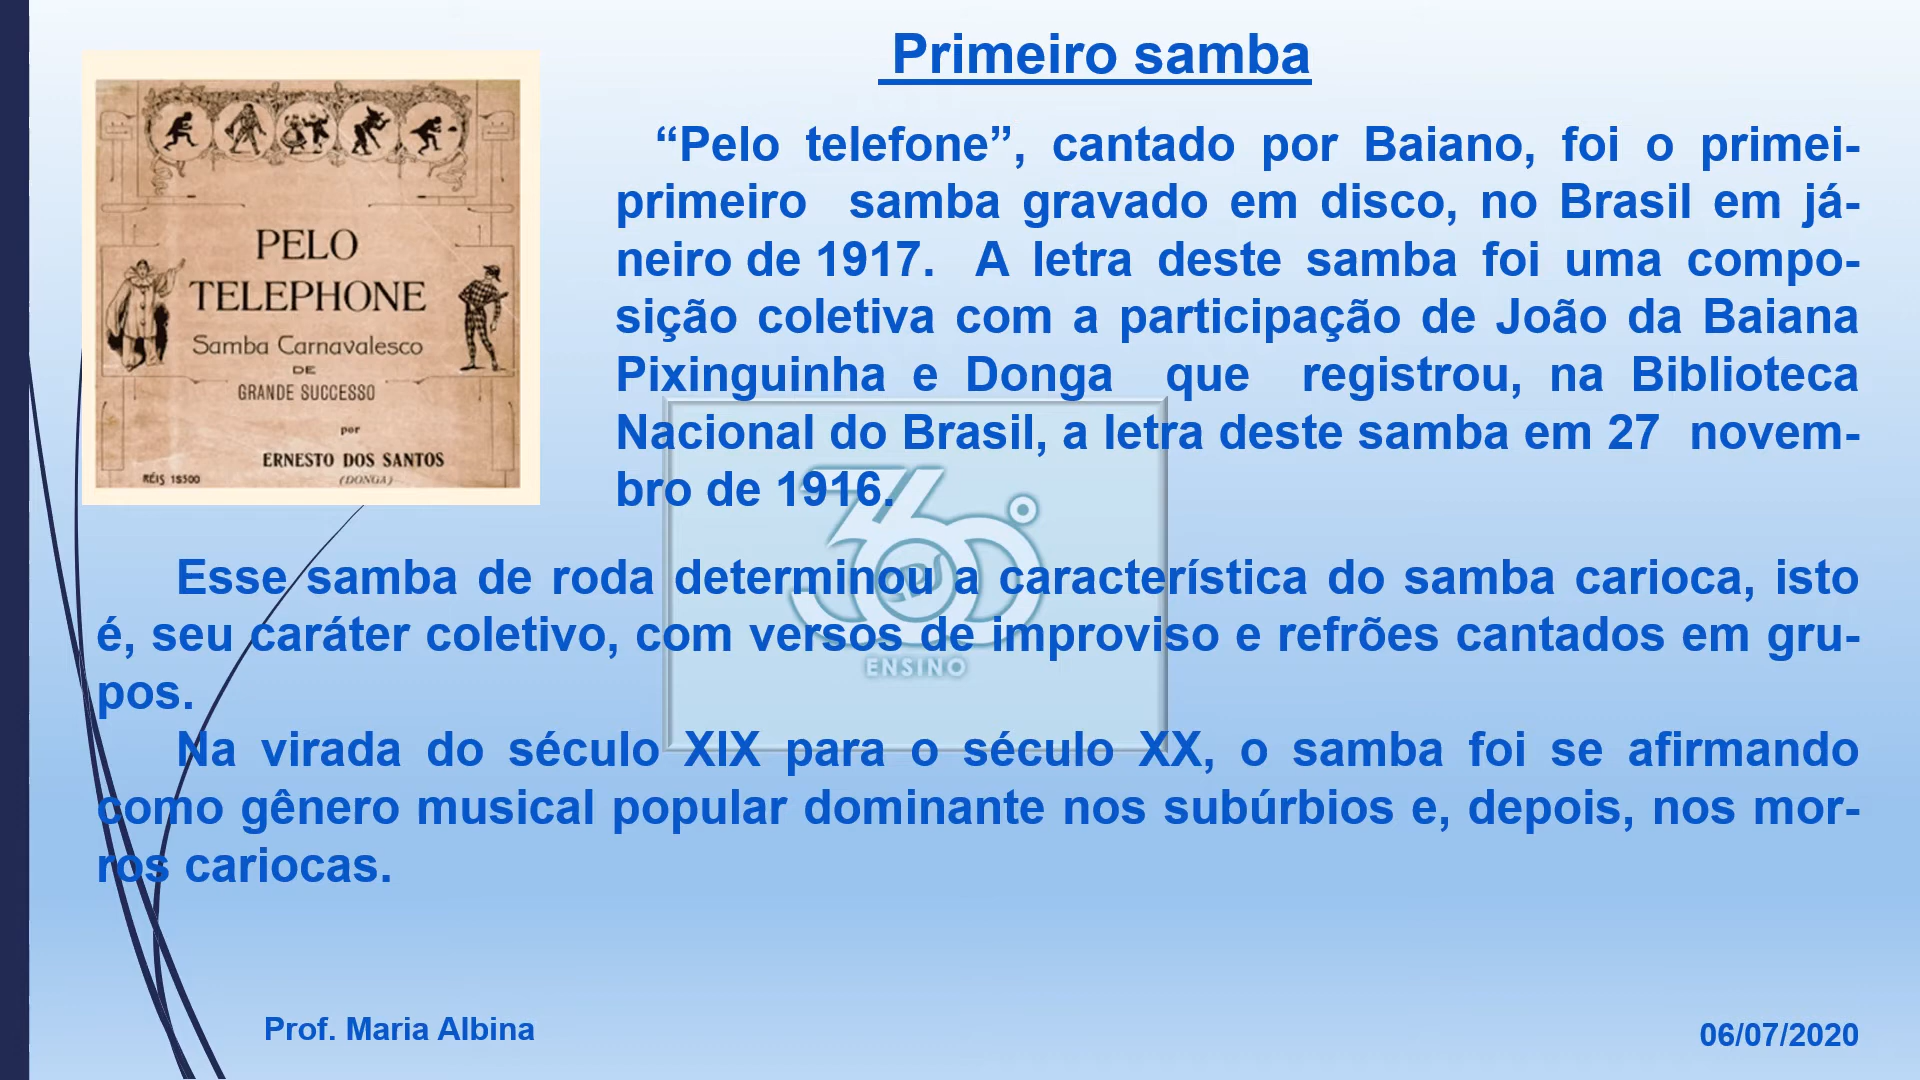 Primeiro samba
PELO
TELEPHONE
Samba Carnavalesco
DE
GRANDE SUCCESSO
por
ERNESTO DOS SANTOS
RÉIS 1$500
(DONGA)
“Pelo telefone”, cantado por Baiano, foi o primei-
primeiro samba gravado em disco, no Brasil em já-
neiro de 1917. A letra deste samba foi uma compo-
sição coletiva com a participação de João da Baiana
Pixinguinha e Donga que registrou, na Biblioteca
Nacional do Brasil, a letra deste samba em 27 novem-
bro de 1916.
360°
EDU
ENSINO
Esse samba de roda determinou a característica do samba carioca, isto
é, seu caráter coletivo, com versos de improviso e refrões cantados em gru-
pos.
Na virada do século XIX para o século XX, o samba foi se afirmando
como gênero musical popular dominante nos subúrbios e, depois, nos mor-
ros cariocas.
Prof. Maria Albina
06/07/2020